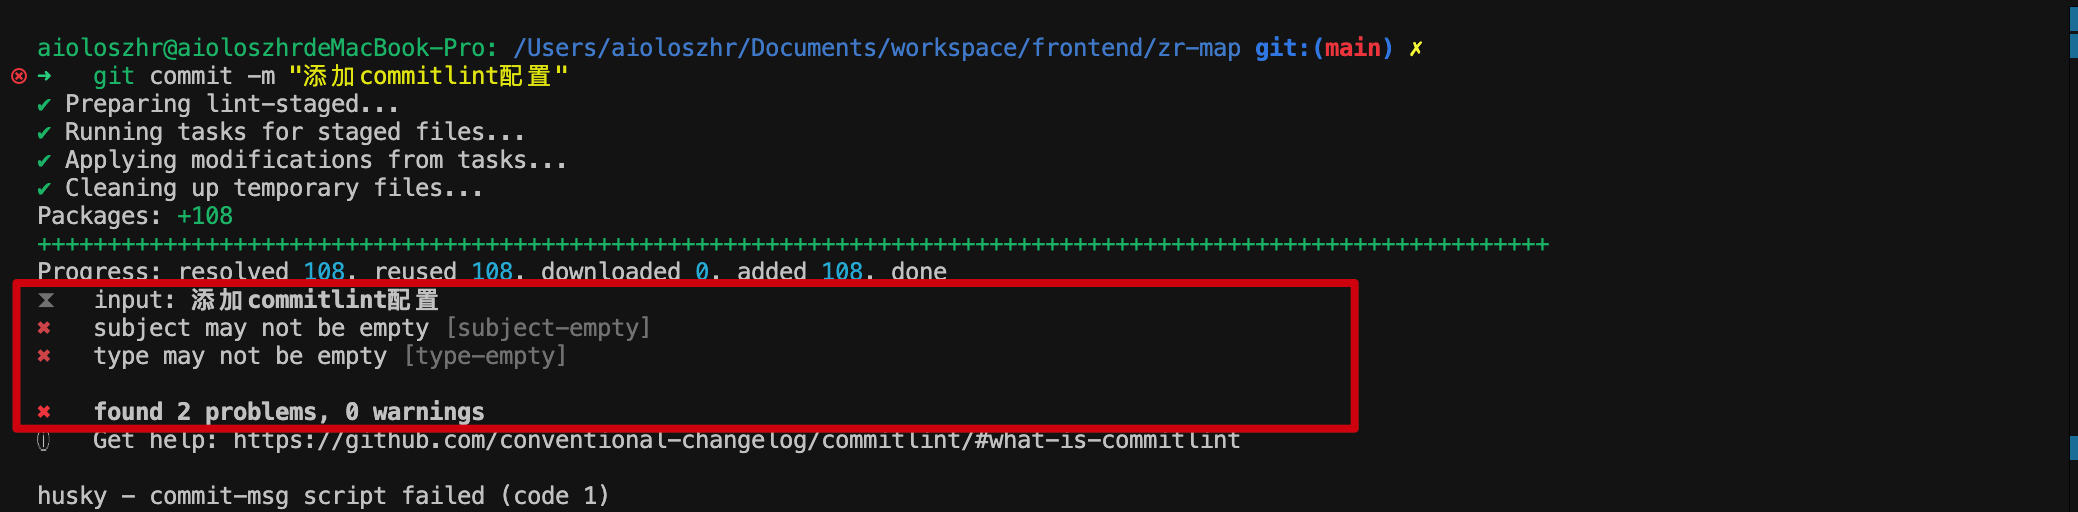 aioloszhr@aioloszhrdeMacBook-Pro: /Users/aioloszhr/Documents/workspace/frontend/zr-map git:(main) ✗
➜ git commit -m "添加commitlint配置"
✔ Preparing lint-staged...
✔ Running tasks for staged files...
✔ Applying modifications from tasks...
✔ Cleaning up temporary files...
Packages: +108
++++++++++++++++++++++++++++++++++++++++++++++++++++++++++++++++++++++++++++++++++++++++++++++++++++++++++++
Progress: resolved 108, reused 108, downloaded 0, added 108, done
⧗ input: 添加commitlint配置
✖ subject may not be empty [subject-empty]
✖ type may not be empty [type-empty]
✖ found 2 problems, 0 warnings
ⓘ Get help: https://github.com/conventional-changelog/commitlint/#what-is-commitlint
husky - commit-msg script failed (code 1)